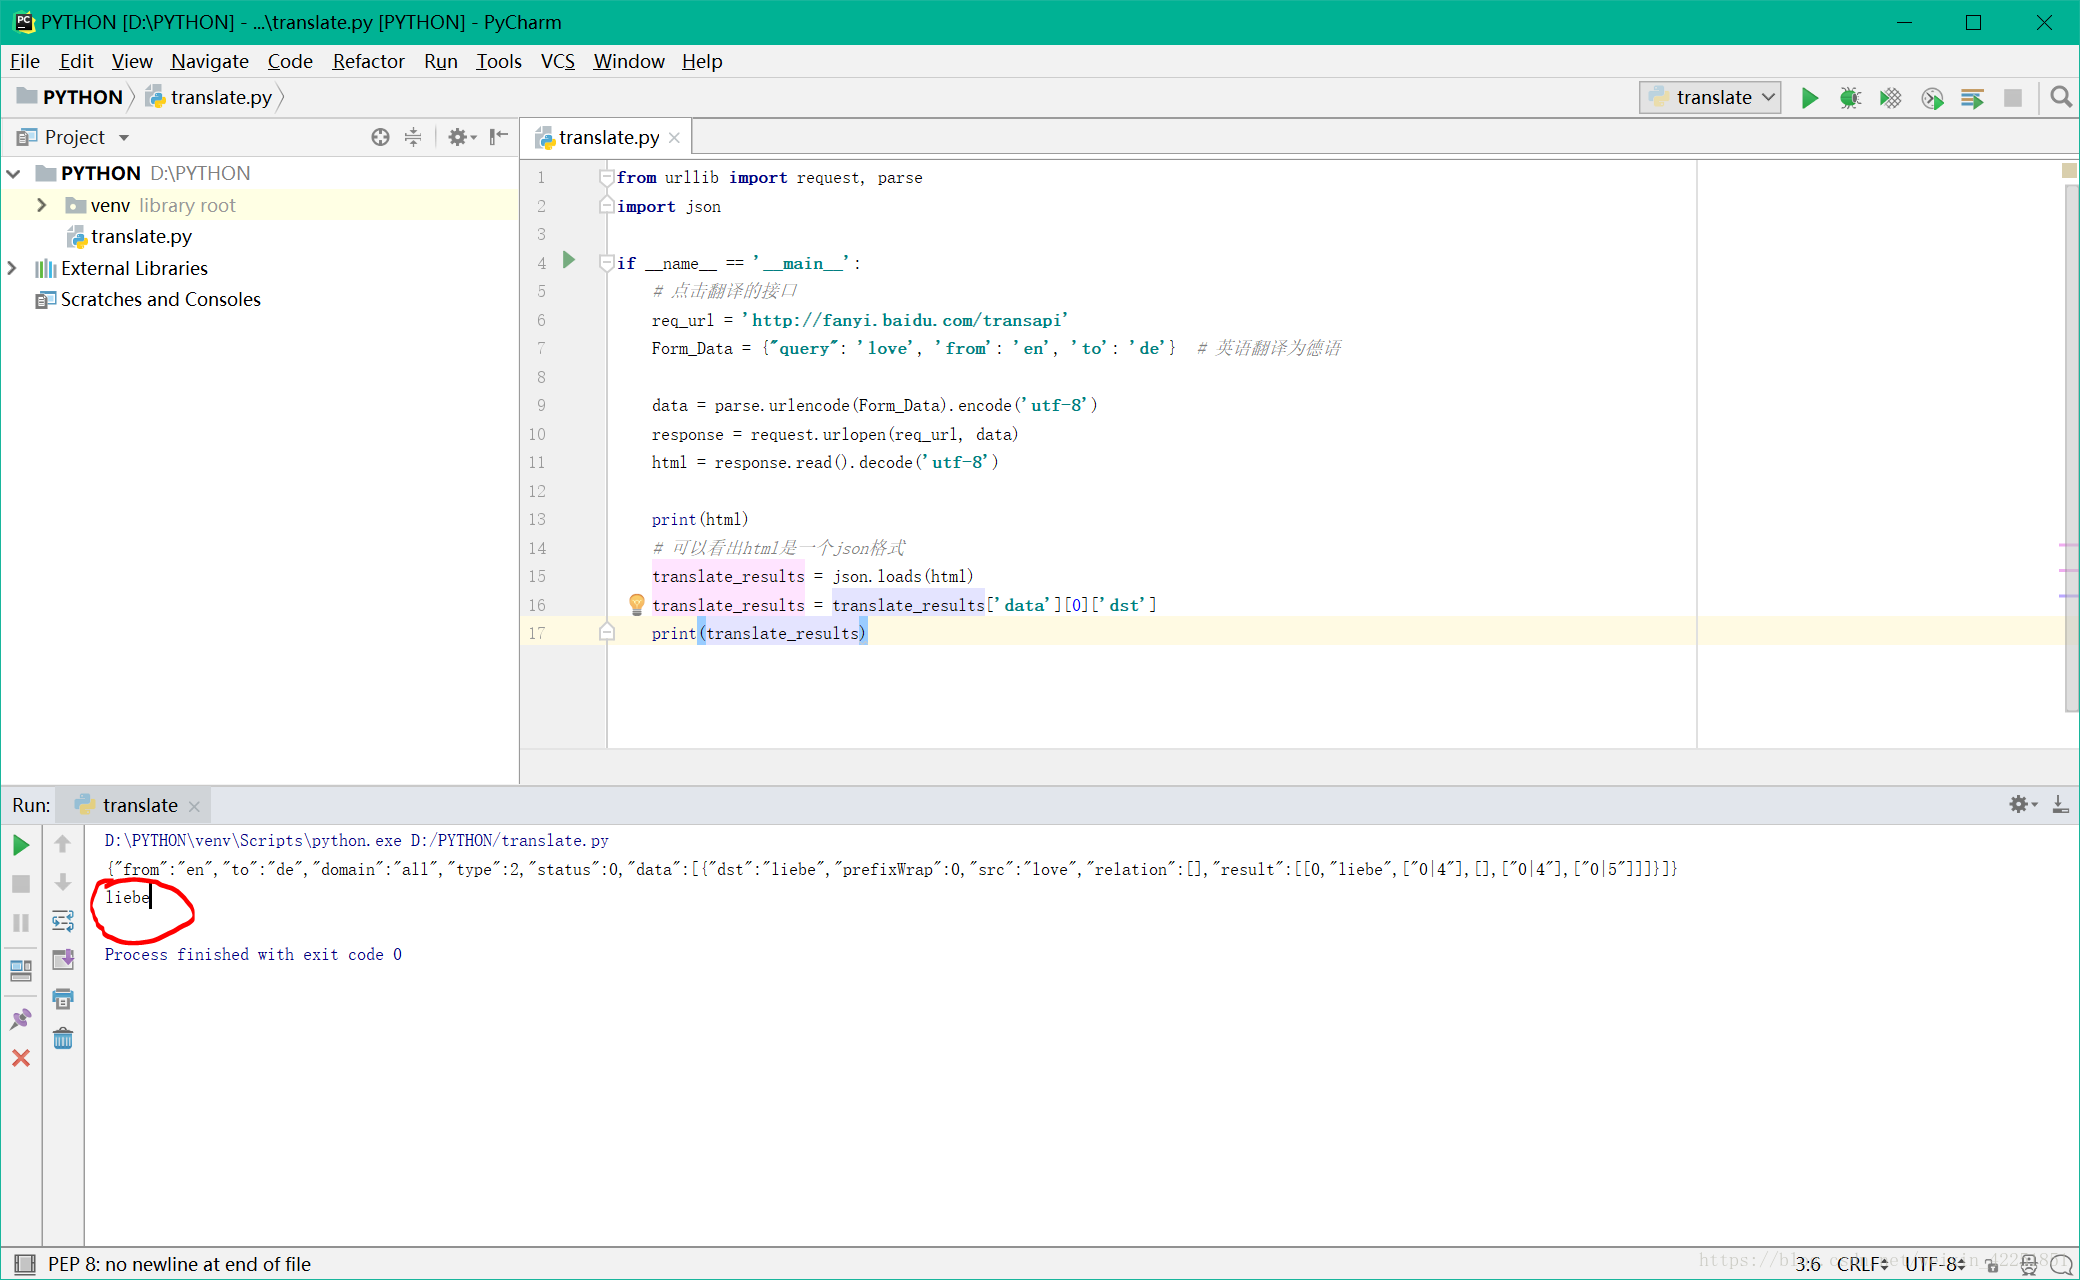 PYTHON [D:\PYTHON] - ...\translate.py [PYTHON] - PyCharm
File Edit View Navigate Code Refactor Run Tools VCS Window Help
PYTHON translate.py translate
Project translate.py
PYTHON D:\PYTHON
venv library root
translate.py
External Libraries
Scratches and Consoles
1 from urllib import request, parse
2 import json
3
4 if __name__ == '__main__':
5 # 点击翻译的接口
6 req_url = 'http://fanyi.baidu.com/transapi'
7 Form_Data = {"query": 'love', 'from': 'en', 'to': 'de'} # 英语翻译为德语
8
9 data = parse.urlencode(Form_Data).encode('utf-8')
10 response = request.urlopen(req_url, data)
11 html = response.read().decode('utf-8')
12
13 print(html)
14 # 可以看出html是一个json格式
15 translate_results = json.loads(html)
16 translate_results = translate_results['data'][0]['dst']
17 print(translate_results)
Run: translate
D:\PYTHON\venv\Scripts\python.exe D:/PYTHON/translate.py
{"from":"en","to":"de","domain":"all","type":2,"status":0,"data":[{"dst":"liebe","prefixWrap":0,"src":"love","relation":[],"result":[[0,"liebe",["0|4"],[],["0|4"],["0|5"]]]}]}
liebe
Process finished with exit code 0
PEP 8: no newline at end of file 3:6 CRLF UTF-8